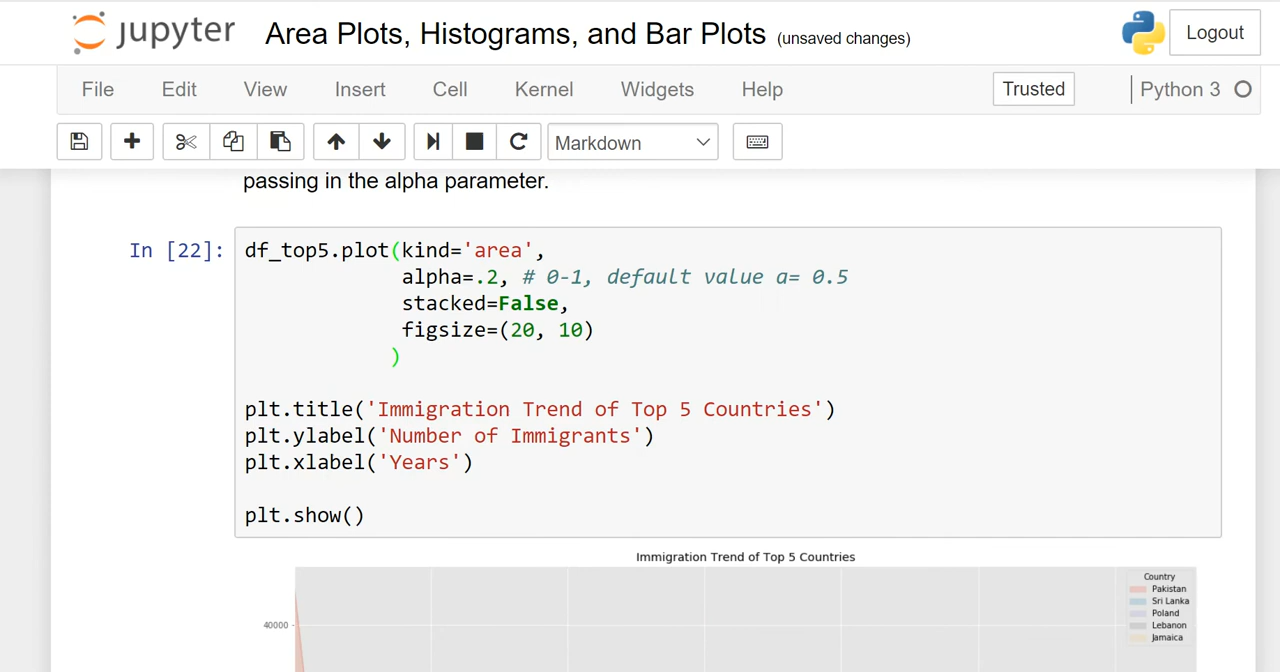 jupyter Area Plots, Histograms, and Bar Plots (unsaved changes) Logout
File Edit View Insert Cell Kernel Widgets Help Trusted Python 3
Markdown
passing in the alpha parameter.
In [22]: df_top5.plot(kind='area',
alpha=.2, # 0-1, default value a= 0.5
stacked=False,
figsize=(20, 10)
)
plt.title('Immigration Trend of Top 5 Countries')
plt.ylabel('Number of Immigrants')
plt.xlabel('Years')
plt.show()
Immigration Trend of Top 5 Countries
Country
Pakistan
Sri Lanka
Poland
Lebanon
Jamaica
40000